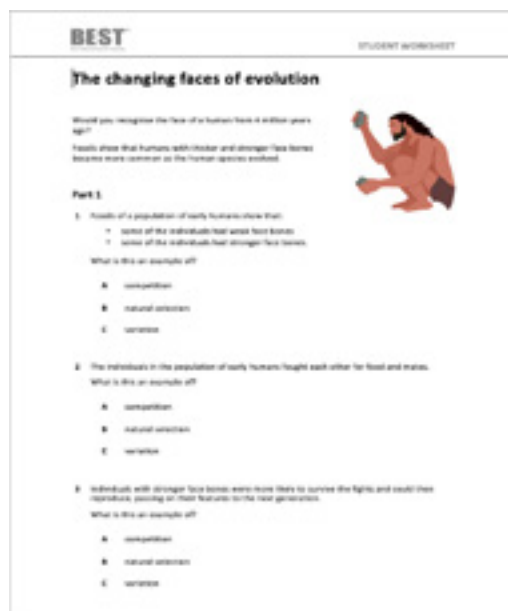 BEST
STUDENT WORKSHEET
The changing faces of evolution
Would you recognise the face of a human from 4 million years
ago?
Fossils show that humans with thicker and stronger face bones
became more common as the human species evolved.
Part 1
1 Fossils of a population of early humans show that:
• some of the individuals had weak face bones
• some of the individuals had stronger face bones.
What is this an example of?
A competition
B natural selection
C variation
2 The individuals in the population of early humans fought each other for food and mates.
What is this an example of?
A competition
B natural selection
C variation
3 Individuals with stronger face bones were more likely to survive the fights and could then
reproduce, passing on their features to the next generation.
What is this an example of?
A competition
B natural selection
C variation